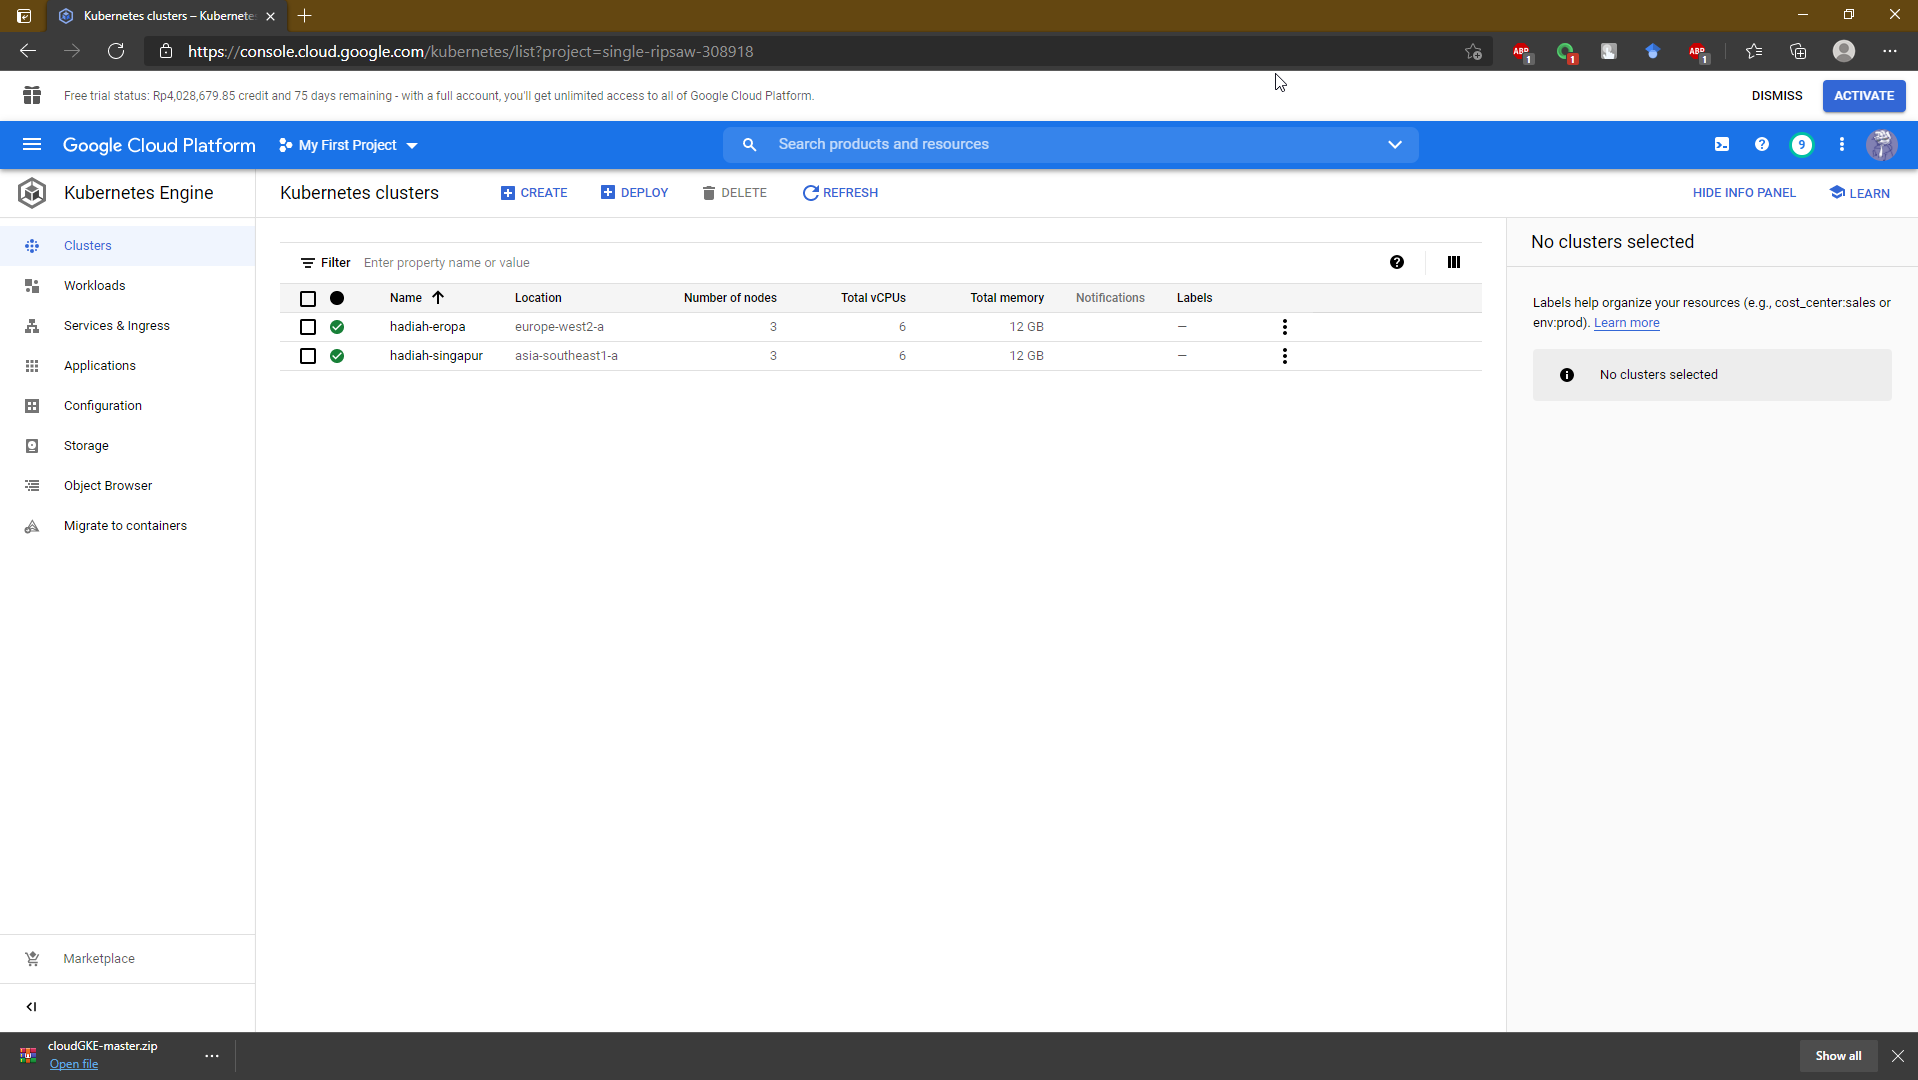 Kubernetes clusters – Kubernete
https://console.cloud.google.com/kubernetes/list?project=single-ripsaw-308918
ABP 1
1
ABP 1
Free trial status: Rp4,028,679.85 credit and 75 days remaining - with a full account, you'll get unlimited access to all of Google Cloud Platform.
DISMISS
ACTIVATE
Google Cloud Platform
My First Project
Search products and resources
9
Kubernetes Engine
Kubernetes clusters
CREATE
DEPLOY
DELETE
REFRESH
HIDE INFO PANEL
LEARN
Clusters
Workloads
Services & Ingress
Applications
Configuration
Storage
Object Browser
Migrate to containers
Marketplace
Filter Enter property name or value
Name Location Number of nodes Total vCPUs Total memory Notifications Labels
hadiah-eropa europe-west2-a 3 6 12 GB —
hadiah-singapur asia-southeast1-a 3 6 12 GB —
No clusters selected
Labels help organize your resources (e.g., cost_center:sales or
env:prod). Learn more
No clusters selected
cloudGKE-master.zip
Open file
Show all